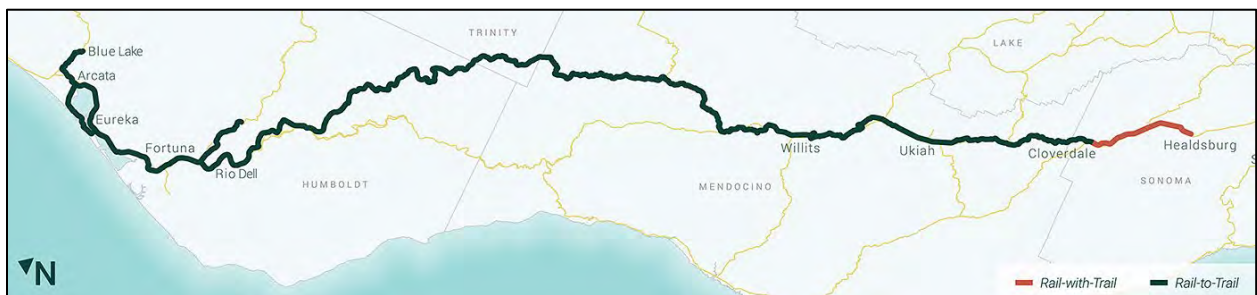 TRINITY
LAKE
Blue Lake
Arcata
Eureka
Fortuna
Rio Dell
HUMBOLDT
Willits
MENDOCINO
Ukiah
Cloverdale
Healdsburg
SONOMA
S
N
Rail-with-Trail
Rail-to-Trail